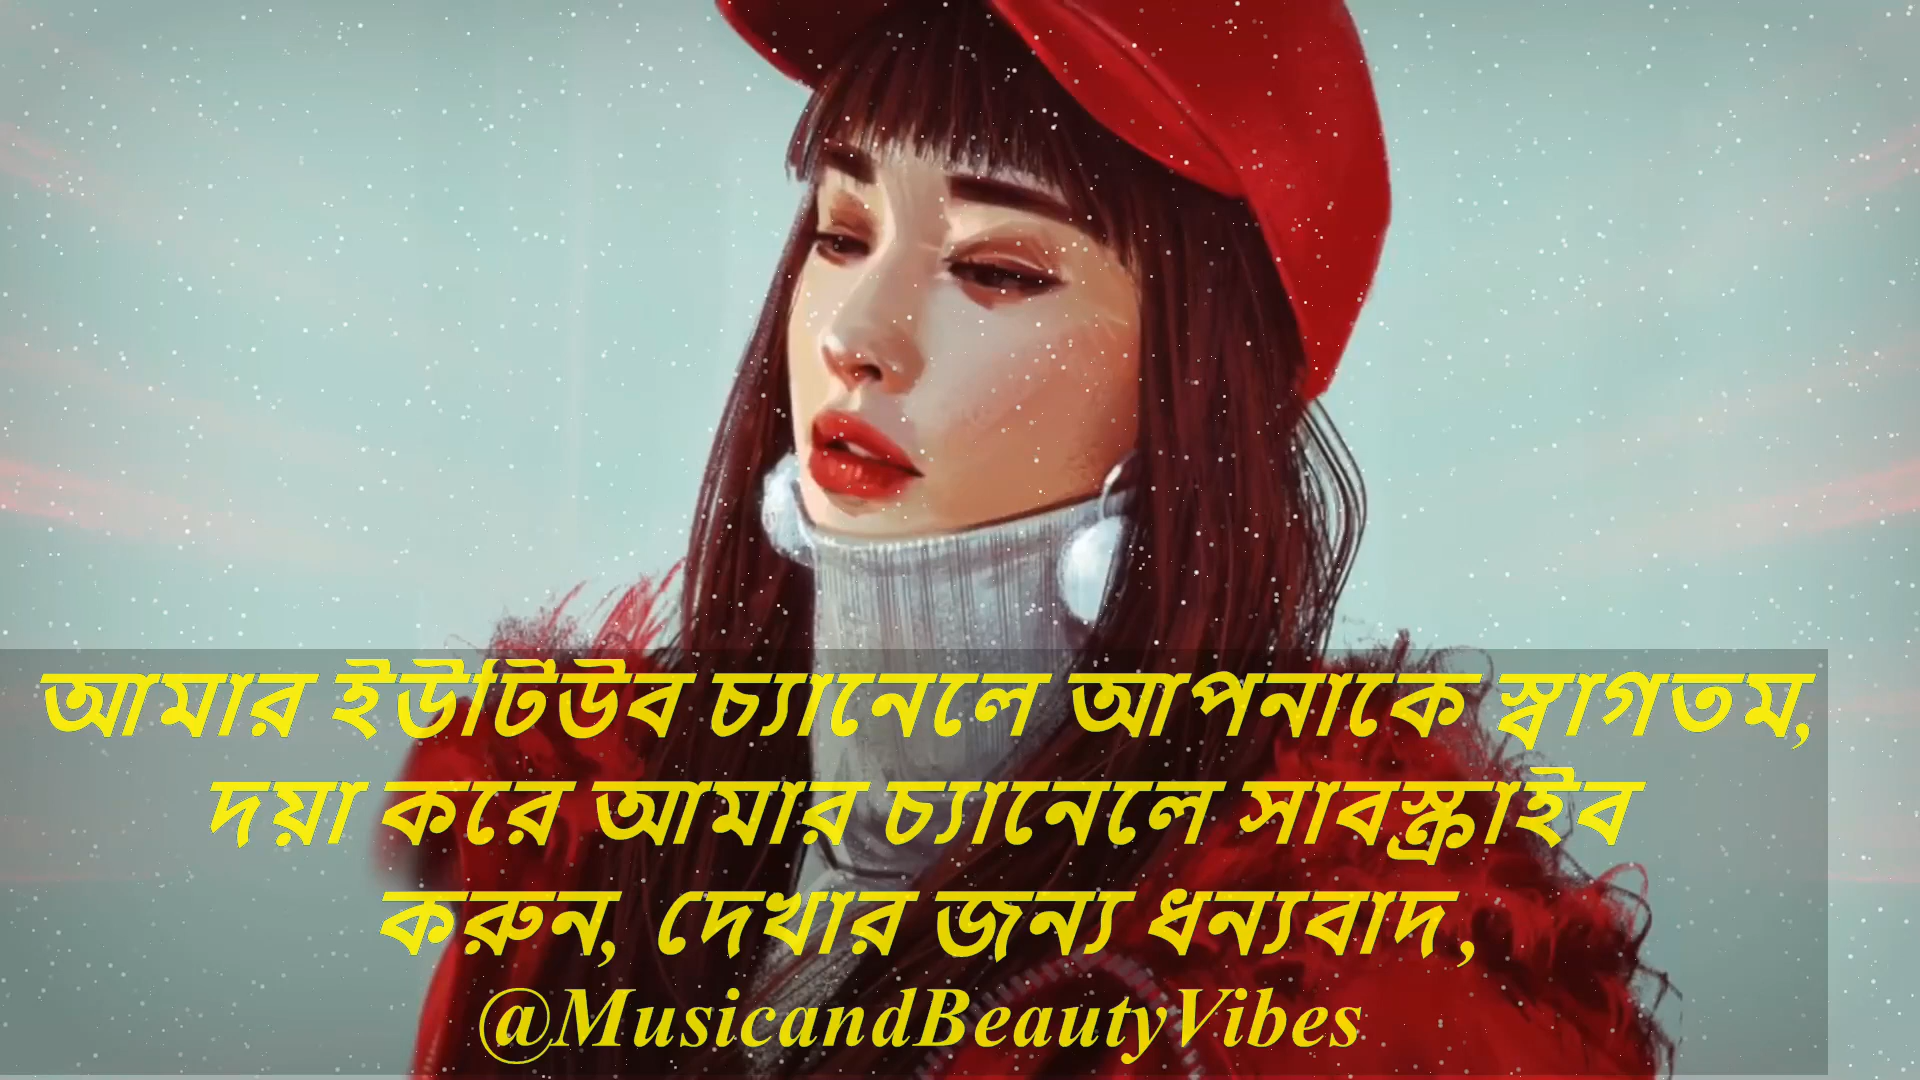 আমার ইউটিউব চ্যানেলে আপনাকে স্বাগতম,
দয়া করে আমার চ্যানেলে সাবস্ক্রাইব
করুন, দেখার জন্য ধন্যবাদ ,
@MusicandBeautyVibes